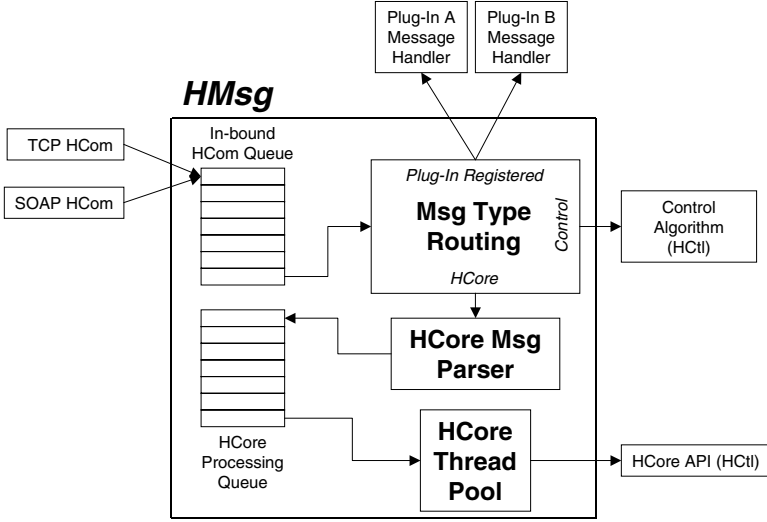 Plug-In A
Message
Handler
Plug-In B
Message
Handler
HMsg
TCP HCom
SOAP HCom
In-bound
HCom Queue
Plug-In Registered
Msg Type
Routing
Control
HCore
Control
Algorithm
(HCtl)
HCore Msg
Parser
HCore
Processing
Queue
HCore
Thread
Pool
HCore API (HCtl)